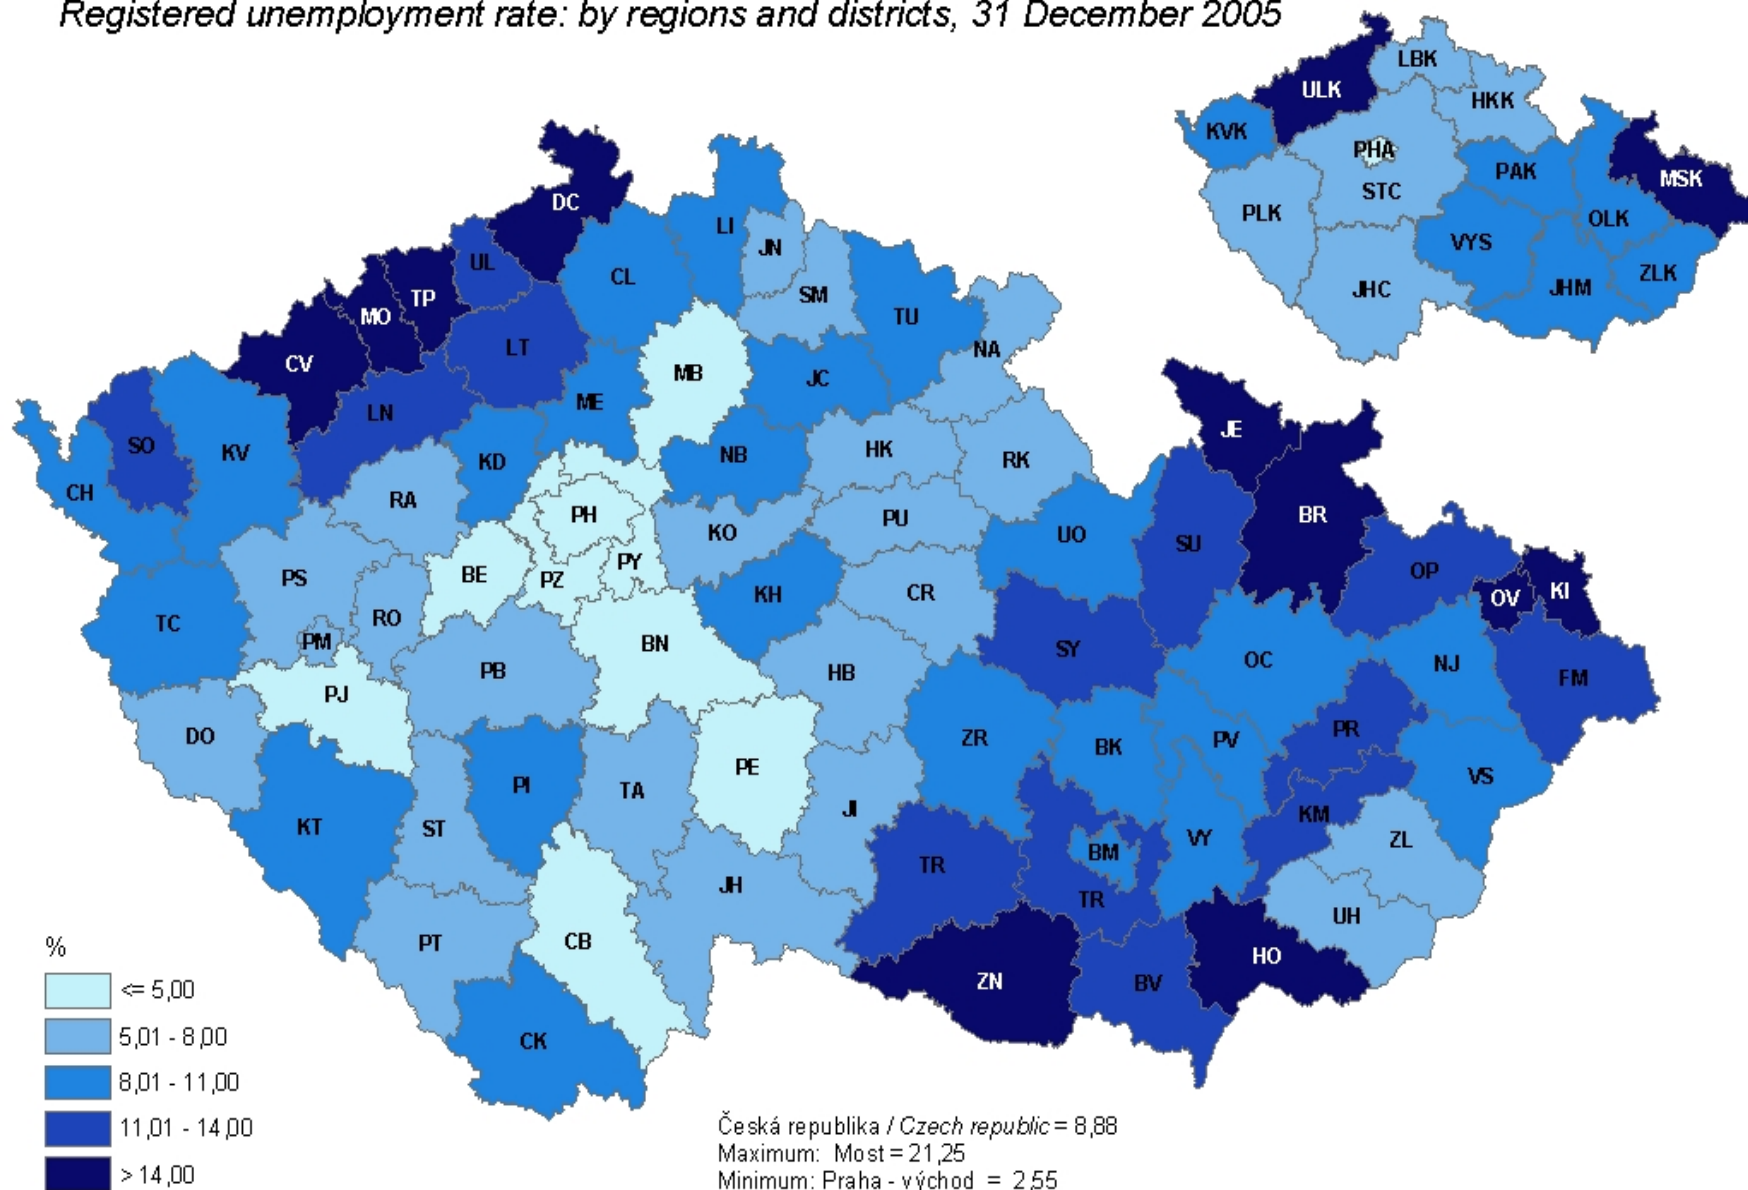 Registered unemployment rate: by regions and districts, 31 December 2005
LBK
ULK
HKK
KVK
PHA
PAK
MSK
STC
PLK
OLK
VYS
ZLK
JHC
JHM
DC
LI
JN
UL
CL
TP
SM
MO
TU
LT
NA
CV
MB
JC
ME
LN
JE
SO
KV
KD
NB
HK
RK
CH
RA
PH
KO
PU
UO
BR
SU
PS
BE
PZ
PY
KH
CR
OP
OV
KI
TC
RO
PM
BN
SY
PB
HB
OC
NJ
FM
PJ
DO
ZR
BK
PV
PR
VS
PE
PI
TA
JI
KT
ST
VY
KM
ZL
BM
TR
JH
TR
UH
PT
CB
HO
ZN
BV
CK
%
<= 5,00
5,01 - 8,00
8,01 - 11,00
11,01 - 14,00
> 14,00
Česká republika / Czech republic = 8,88
Maximum: Most = 21,25
Minimum: Praha - východ = 2,55